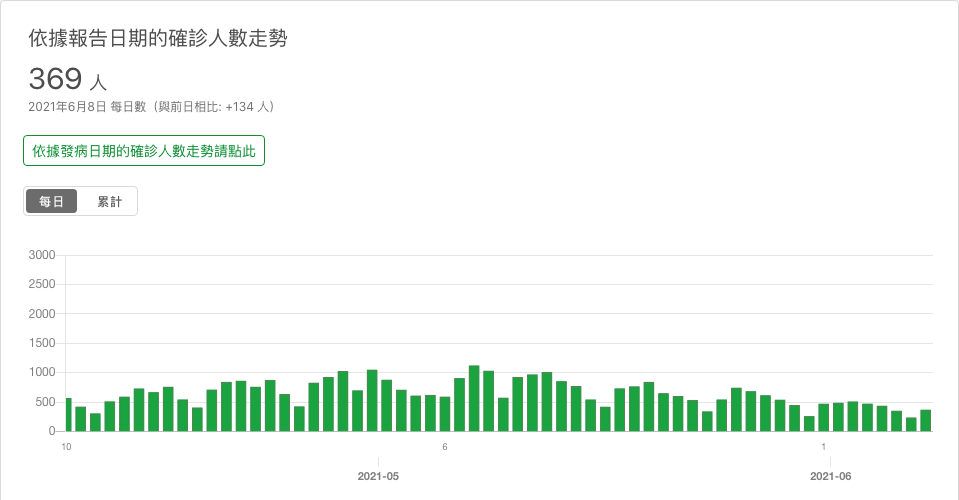 依據報告日期的確診人數走勢
369 人
2021年6月8日 每日數（與前日相比: +134 人）
依據發病日期的確診人數走勢請點此
每日 累計
3000
2500
2000
1500
1000
500
0
10 6 1
2021-05 2021-06